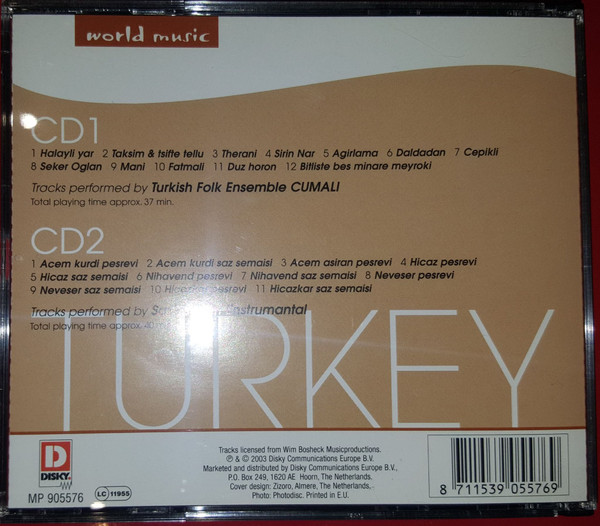 world music
CD1
1 Halayli yar 2 Taksim & tsifte tellu 3 Therani 4 Sirin Nar 5 Agirlama 6 Daldadan 7 Cepikli
8 Seker Oglan 9 Mani 10 Fatmali 11 Duz horon 12 Bitliste bes minare meyroki
Tracks performed by Turkish Folk Ensemble CUMALI
Total playing time approx. 37 min.
CD2
1 Acem kurdi pesrevi 2 Acem kurdi saz semaisi 3 Acem asiran pesrevi 4 Hicaz pesrevi
5 Hicaz saz semaisi 6 Nihavend pesrevi 7 Nihavend saz semaisi 8 Neveser pesrevi
9 Neveser saz semaisi 10 pesrevi 11 Hicazkar saz semaisi
Tracks performed by Instrumantal
Total playing time approx. 40
TURKEY
D
DISKY
MP 905576
LC 11955
Tracks licensed from Wim Bosheck Musicproductions.
℗ & © 2003 Disky Communications Europe B.V.
Marketed and distributed by Disky Communications Europe B.V.,
P.O. Box 249, 1620 AE Hoorn, The Netherlands.
Cover design: Zizoro, Almere, The Netherlands,.
Photo: Photodisc. Printed in E.U.
8 711539 055769